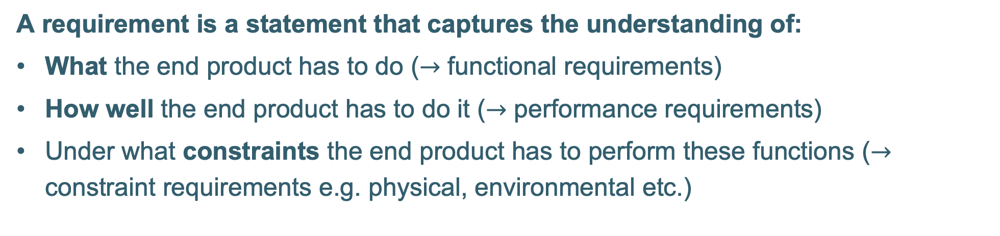 A requirement is a statement that captures the understanding of:
• What the end product has to do (→ functional requirements)
• How well the end product has to do it (→ performance requirements)
• Under what constraints the end product has to perform these functions (→
constraint requirements e.g. physical, environmental etc.)